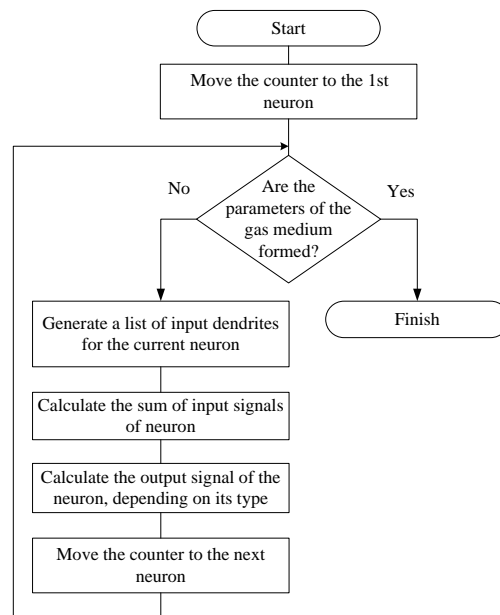 Start
Move the counter to the 1st
neuron
No
Yes
Are the
parameters of the
gas medium
formed?
Generate a list of input dendrites
for the current neuron
Finish
Calculate the sum of input signals
of neuron
Calculate the output signal of the
neuron, depending on its type
Move the counter to the next
neuron